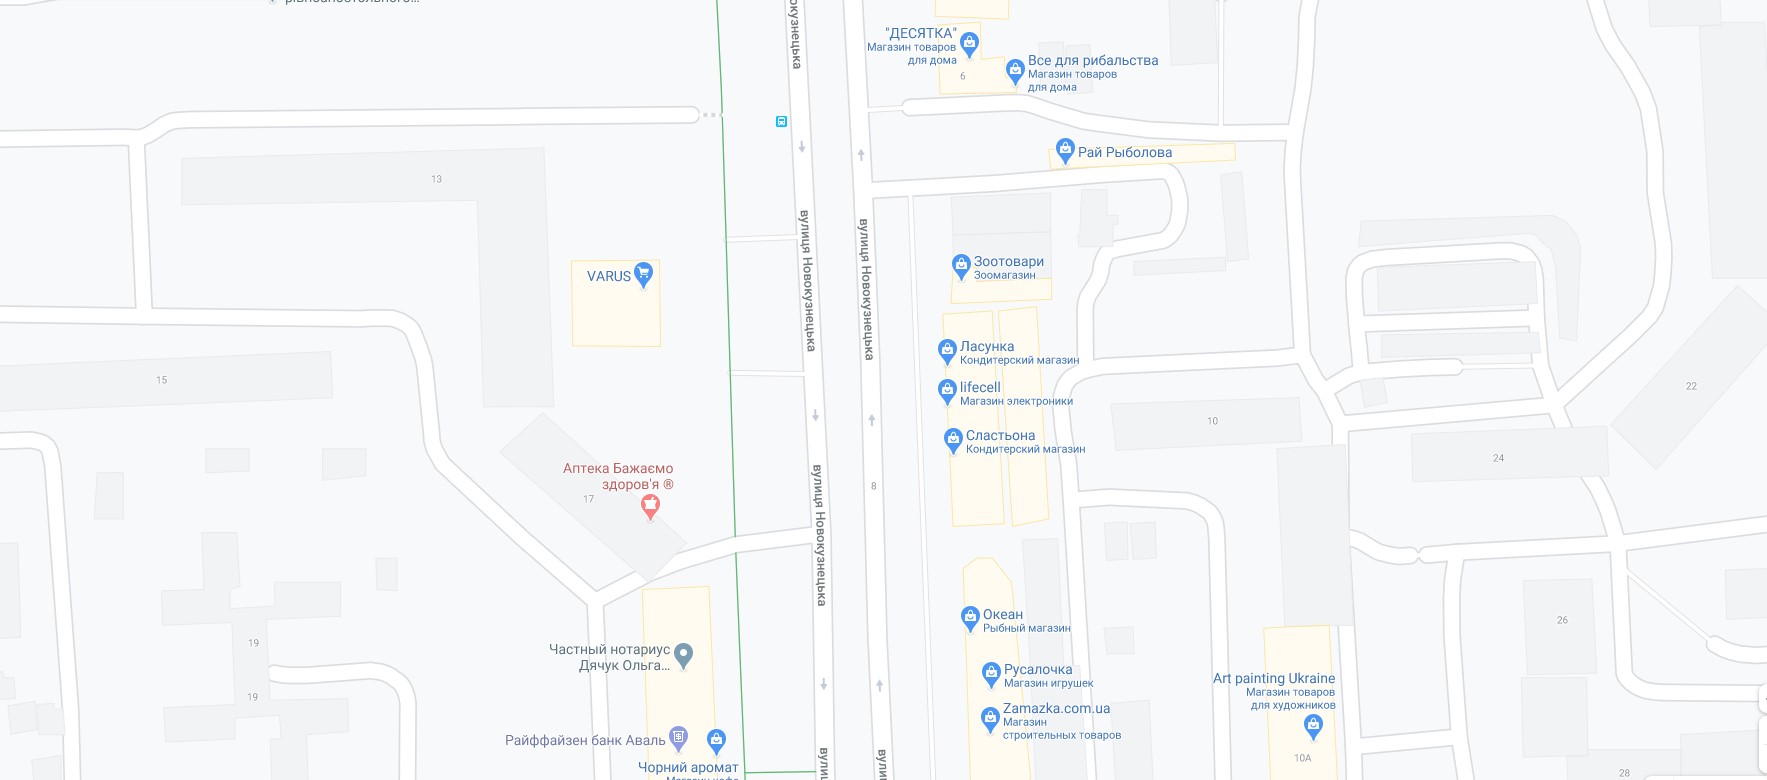 рівноапостольного...
вулиця Новокузнецька
"ДЕСЯТКА"
Магазин товаров
для дома
6
Все для рибальства
Магазин товаров
для дома
Рай Рыболова
13
VARUS
вулиця Новокузнецька
вулиця Новокузнецька
Зоотовари
Зоомагазин
Ласунка
Кондитерский магазин
lifecell
Магазин электроники
Сластьона
Кондитерский магазин
15
10
22
24
Аптека Бажаємо
здоров'я ®
17
8
вулиця Новокузнецька
Океан
Рыбный магазин
Русалочка
Магазин игрушек
Zamazka.com.ua
Магазин
строительных товаров
19
19
Частный нотариус
Дячук Ольга...
Art painting Ukraine
Магазин товаров
для художников
10А
26
28
Райффайзен банк Аваль
Чорний аромат
Магазин кофе